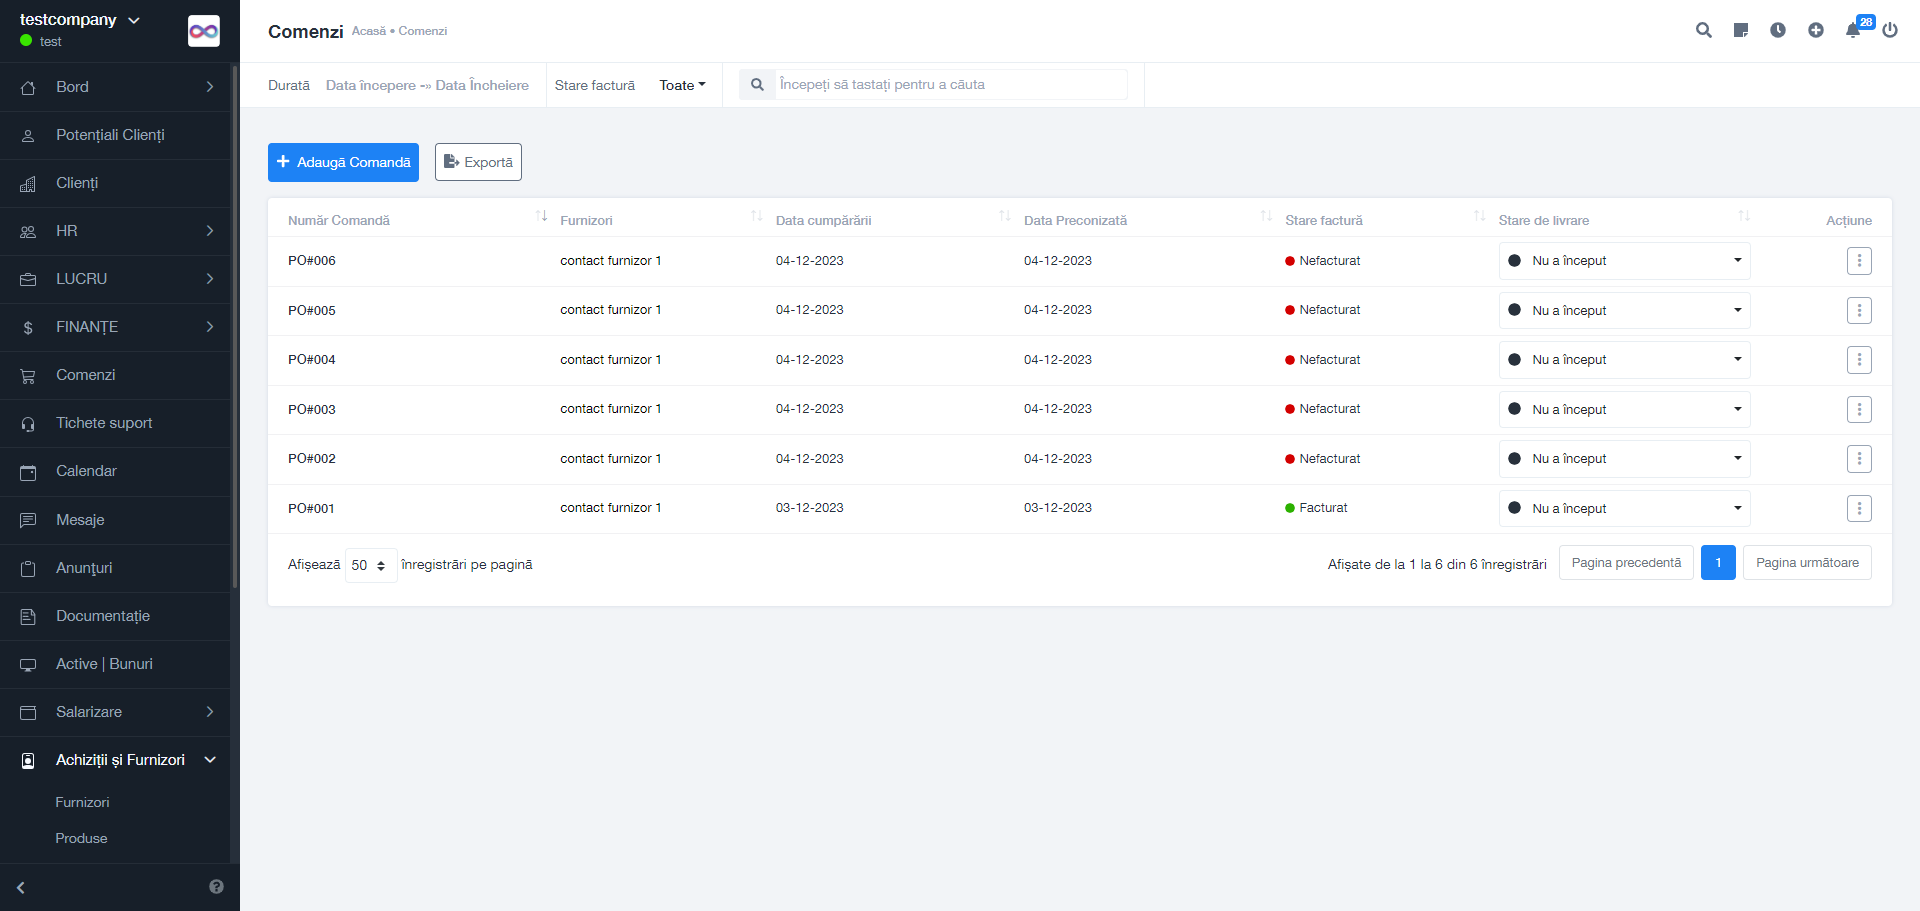 testcompany
test
Bord
Potențiali Clienți
Clienți
HR
LUCRU
FINANȚE
Comenzi
Tichete suport
Calendar
Mesaje
Anunțuri
Documentație
Active | Bunuri
Salarizare
Achiziții și Furnizori
Furnizori
Produse
Comenzi Acasă • Comenzi
28
Durată Data începere -» Data Încheiere Stare factură Toate Începeți să tastați pentru a căuta
Adaugă Comandă Exportă
Număr Comandă Furnizori Data cumpărării Data Preconizată Stare factură Stare de livrare Acțiune
PO#006 contact furnizor 1 04-12-2023 04-12-2023 Nefacturat Nu a început
PO#005 contact furnizor 1 04-12-2023 04-12-2023 Nefacturat Nu a început
PO#004 contact furnizor 1 04-12-2023 04-12-2023 Nefacturat Nu a început
PO#003 contact furnizor 1 04-12-2023 04-12-2023 Nefacturat Nu a început
PO#002 contact furnizor 1 04-12-2023 04-12-2023 Nefacturat Nu a început
PO#001 contact furnizor 1 03-12-2023 03-12-2023 Facturat Nu a început
Afișează 50 înregistrări pe pagină Afișate de la 1 la 6 din 6 înregistrări Pagina precedentă 1 Pagina următoare